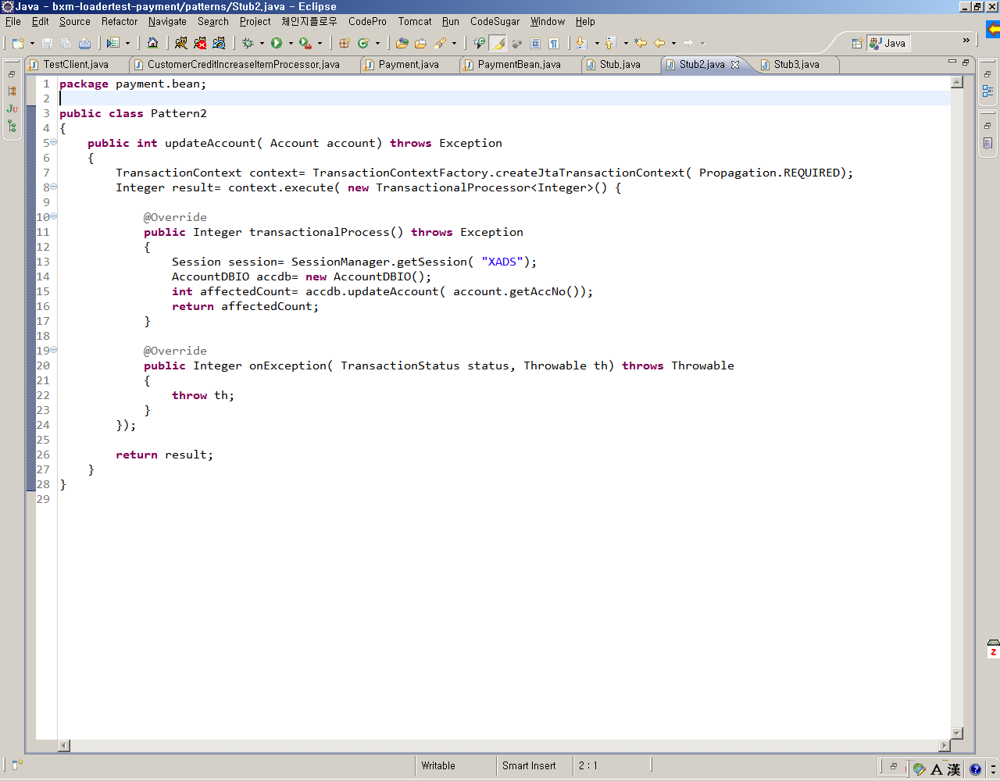 Java - bxm-loadertest-payment/patterns/Stub2.java - Eclipse
File Edit Source Refactor Navigate Search Project 체인지플로우 CodePro Tomcat Run CodeSugar Window Help
Java
TestClient.java CustomerCreditIncreaseItemProcessor.java Payment.java PaymentBean.java Stub.java Stub2.java Stub3.java
1 package payment.bean;
2
3 public class Pattern2
4 {
5 public int updateAccount( Account account) throws Exception
6 {
7 TransactionContext context= TransactionContextFactory.createJtaTransactionContext( Propagation.REQUIRED);
8 Integer result= context.execute( new TransactionalProcessor<Integer>() {
9
10 @Override
11 public Integer transactionalProcess() throws Exception
12 {
13 Session session= SessionManager.getSession( "XADS");
14 AccountDBIO accdb= new AccountDBIO();
15 int affectedCount= accdb.updateAccount( account.getAccNo());
16 return affectedCount;
17 }
18
19 @Override
20 public Integer onException( TransactionStatus status, Throwable th) throws Throwable
21 {
22 throw th;
23 }
24 });
25
26 return result;
27 }
28 }
29
Writable Smart Insert 2 : 1
A 漢 ?